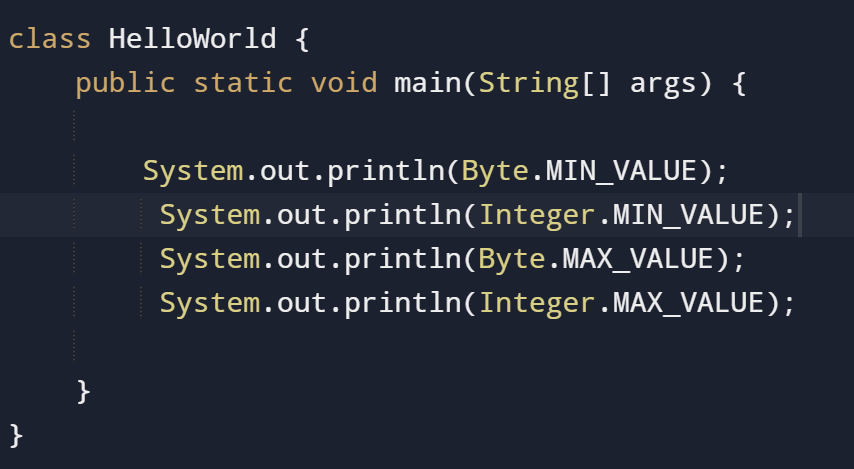 class HelloWorld {
    public static void main(String[] args) {

        System.out.println(Byte.MIN_VALUE);
         System.out.println(Integer.MIN_VALUE);
         System.out.println(Byte.MAX_VALUE);
         System.out.println(Integer.MAX_VALUE);

    }
}